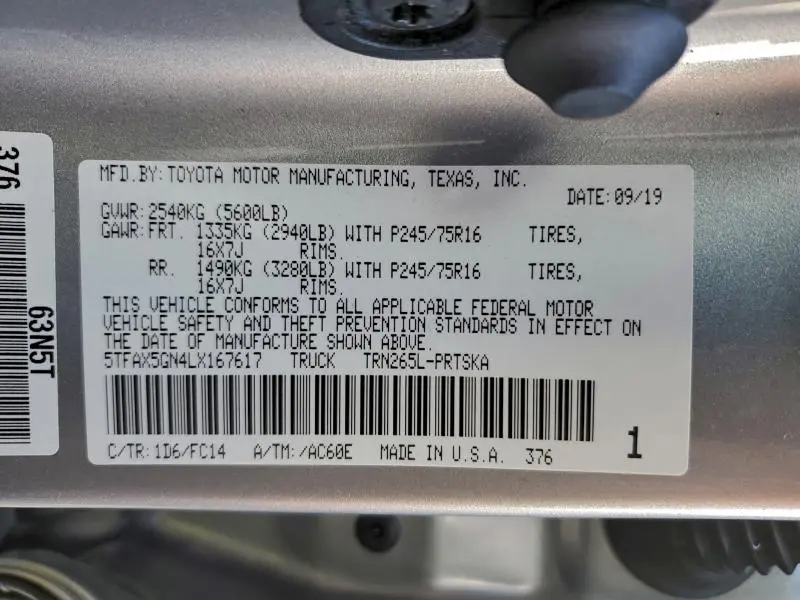 376
63N5T
MFD.BY:TOYOTA MOTOR MANUFACTURING, TEXAS, INC.
DATE:09/19
GVWR:2540KG (5600LB)
GAWR:FRT. 1335KG (2940LB) WITH P245/75R16 TIRES,
16X7J RIMS.
RR. 1490KG (3280LB) WITH P245/75R16 TIRES,
16X7J RIMS.
THIS VEHICLE CONFORMS TO ALL APPLICABLE FEDERAL MOTOR
VEHICLE SAFETY AND THEFT PREVENTION STANDARDS IN EFFECT ON
THE DATE OF MANUFACTURE SHOWN ABOVE.
5TFAX5GN4LX167617 TRUCK TRN265L-PRTSKA
C/TR:1D6/FC14 A/TM:/AC60E MADE IN U.S.A. 376 1